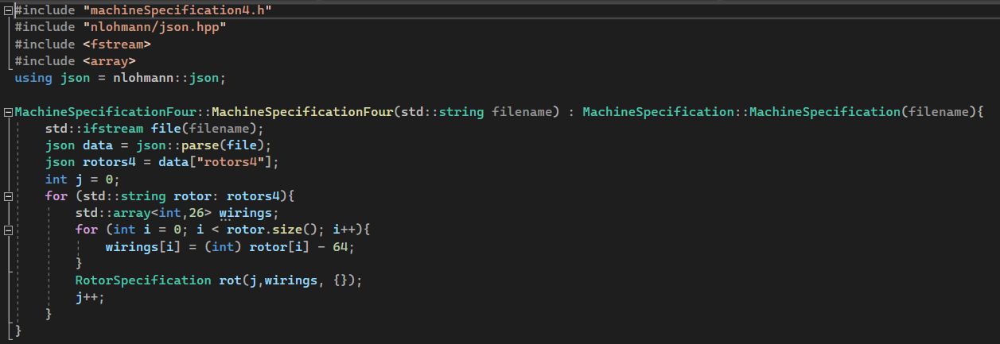 #include "machineSpecification4.h"
#include "nlohmann/json.hpp"
#include <fstream>
#include <array>
using json = nlohmann::json;
MachineSpecificationFour::MachineSpecificationFour(std::string filename) : MachineSpecification::MachineSpecification(filename){
    std::ifstream file(filename);
    json data = json::parse(file);
    json rotors4 = data["rotors4"];
    int j = 0;
    for (std::string rotor: rotors4){
        std::array<int,26> wirings;
        for (int i = 0; i < rotor.size(); i++){
            wirings[i] = (int) rotor[i] - 64;
        }
        RotorSpecification rot(j,wirings, {});
        j++;
    }
}